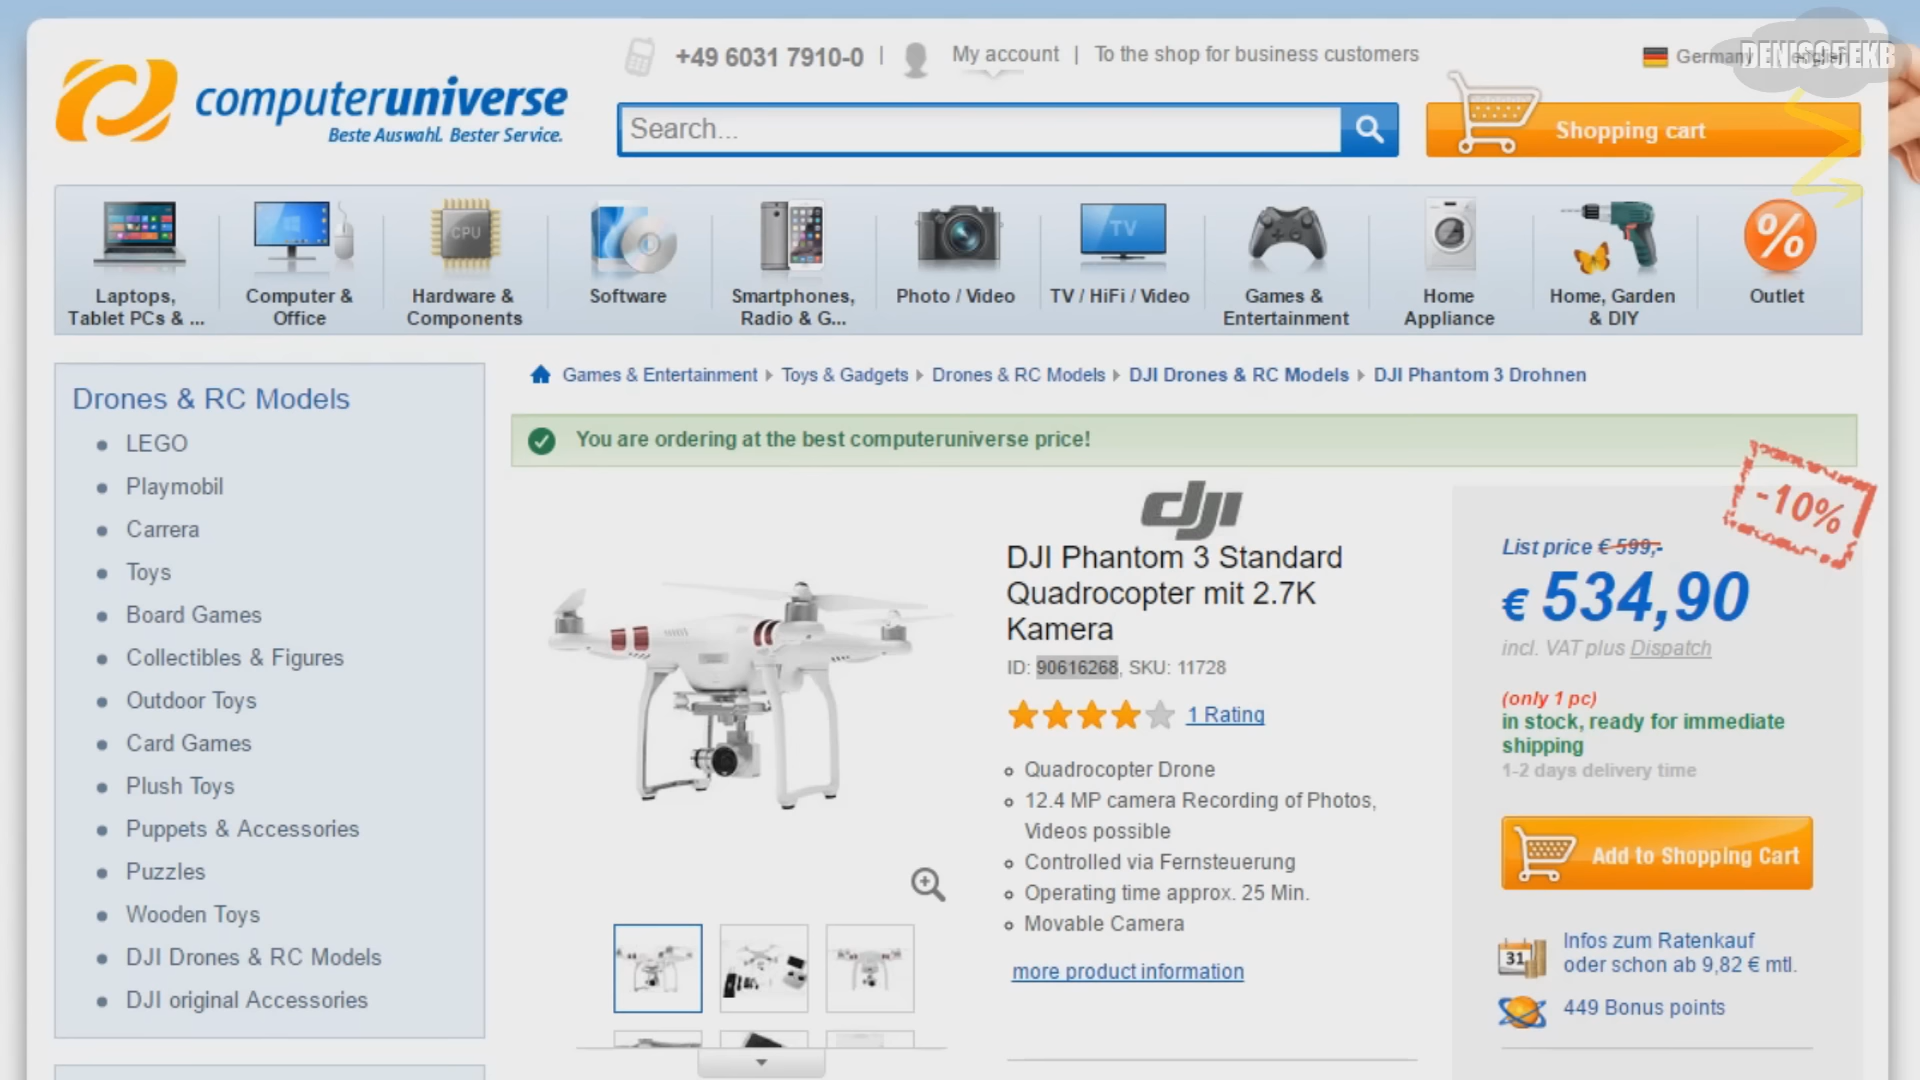 +49 6031 7910-0 | My account | To the shop for business customers
Germany
DENISS5EKB
computeruniverse
Beste Auswahl. Bester Service.
Search...
Shopping cart
CPU
TV
%
Laptops,
Tablet PCs & ...
Computer &
Office
Hardware &
Components
Software
Smartphones,
Radio & G...
Photo / Video
TV / HiFi / Video
Games &
Entertainment
Home
Appliance
Home, Garden
& DIY
Outlet
Drones & RC Models
LEGO
Playmobil
Carrera
Toys
Board Games
Collectibles & Figures
Outdoor Toys
Card Games
Plush Toys
Puppets & Accessories
Puzzles
Wooden Toys
DJI Drones & RC Models
DJI original Accessories
Games & Entertainment
Toys & Gadgets
Drones & RC Models
DJI Drones & RC Models
DJI Phantom 3 Drohnen
You are ordering at the best computeruniverse price!
dji
DJI Phantom 3 Standard
Quadrocopter mit 2.7K
Kamera
ID: 90616268, SKU: 11728
1 Rating
Quadrocopter Drone
12.4 MP camera Recording of Photos,
Videos possible
Controlled via Fernsteuerung
Operating time approx. 25 Min.
Movable Camera
more product information
-10%
List price € 599,-
€ 534,90
incl. VAT plus Dispatch
(only 1 pc)
in stock, ready for immediate
shipping
1-2 days delivery time
Add to Shopping Cart
31
Infos zum Ratenkauf
oder schon ab 9,82 € mtl.
449 Bonus points